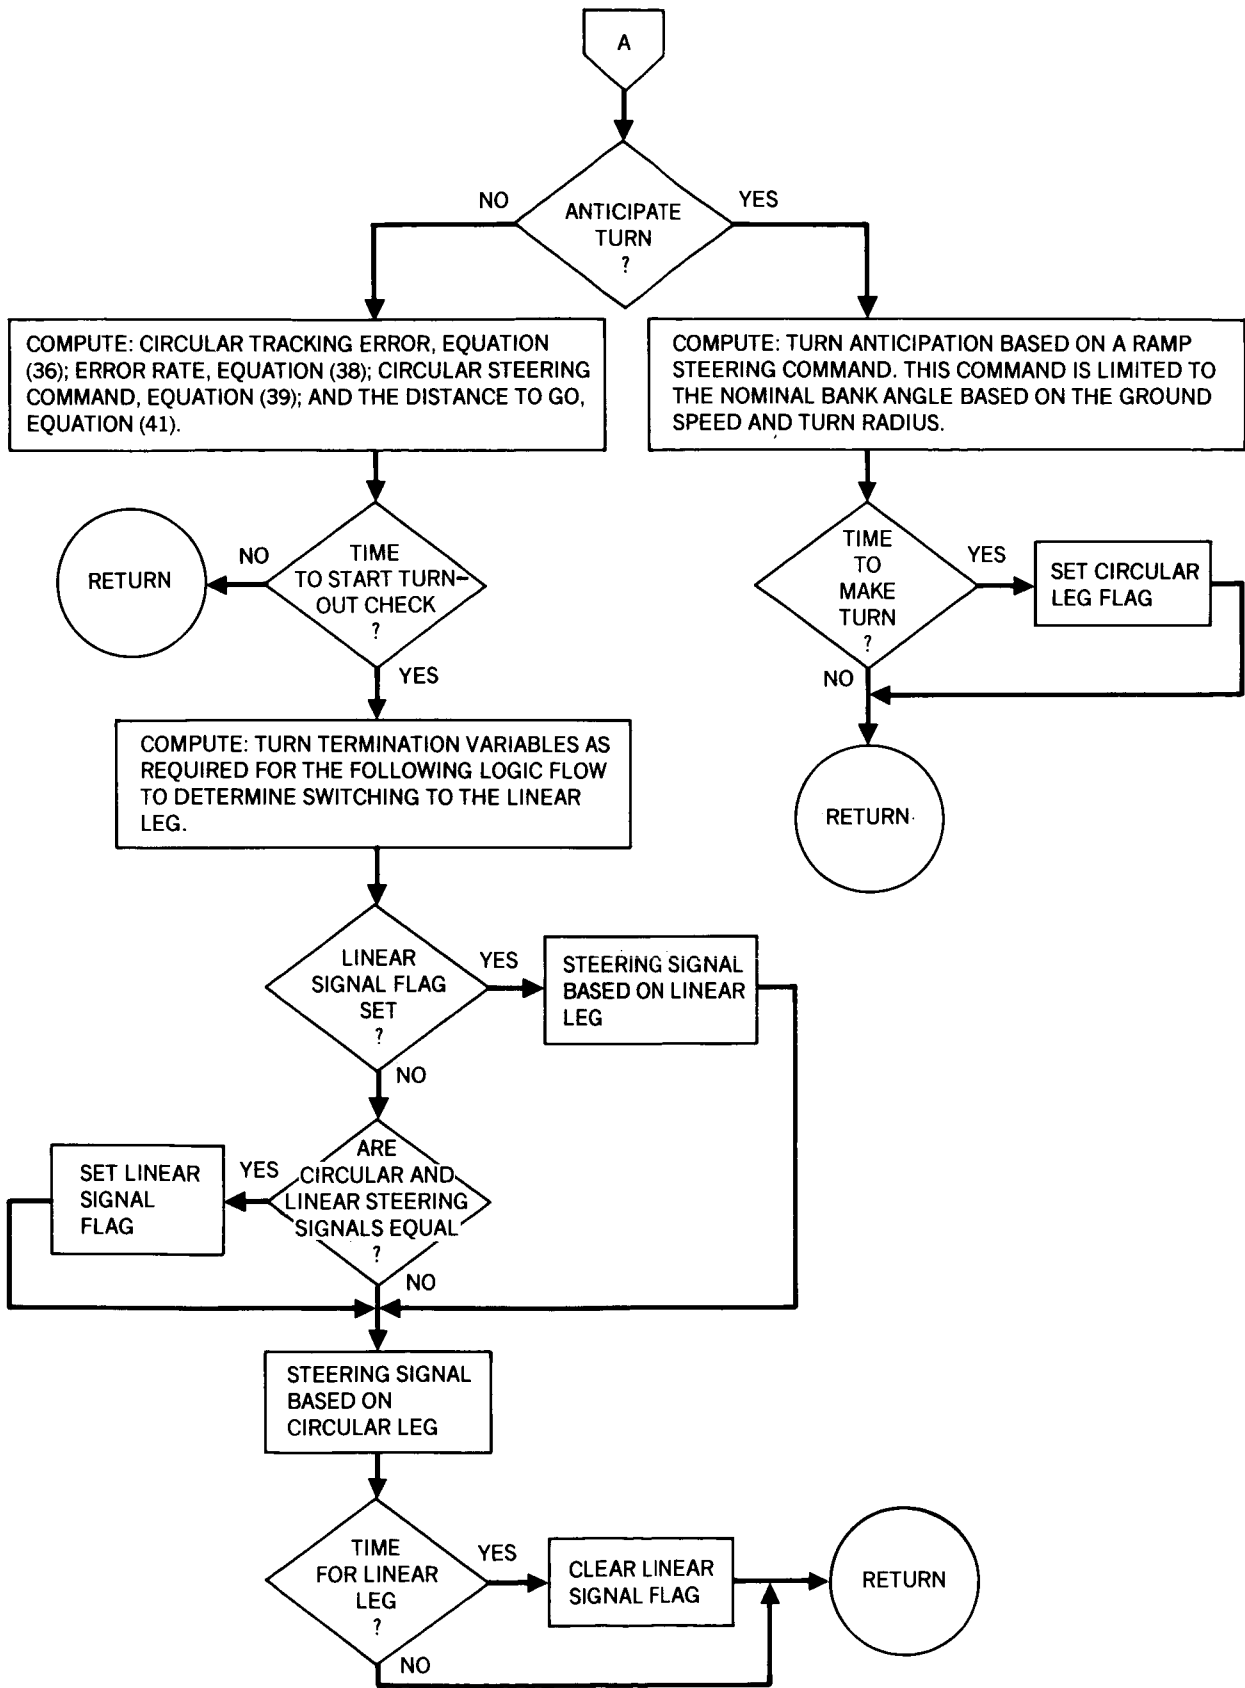 A
NO
YES
ANTICIPATE
TURN
?
COMPUTE: CIRCULAR TRACKING ERROR, EQUATION
(36); ERROR RATE, EQUATION (38); CIRCULAR STEERING
COMMAND, EQUATION (39); AND THE DISTANCE TO GO,
EQUATION (41).
COMPUTE: TURN ANTICIPATION BASED ON A RAMP
STEERING COMMAND. THIS COMMAND IS LIMITED TO
THE NOMINAL BANK ANGLE BASED ON THE GROUND
SPEED AND TURN RADIUS.
RETURN
NO
TIME
TO START TURN-
OUT CHECK
?
YES
TIME
TO
MAKE
TURN
?
YES
SET CIRCULAR
LEG FLAG
NO
RETURN
COMPUTE: TURN TERMINATION VARIABLES AS
REQUIRED FOR THE FOLLOWING LOGIC FLOW
TO DETERMINE SWITCHING TO THE LINEAR
LEG.
LINEAR
SIGNAL FLAG
SET
?
YES
STEERING SIGNAL
BASED ON LINEAR
LEG
NO
ARE
CIRCULAR AND
LINEAR STEERING
SIGNALS EQUAL
?
YES
SET LINEAR
SIGNAL
FLAG
NO
STEERING SIGNAL
BASED ON
CIRCULAR LEG
TIME
FOR LINEAR
LEG
?
YES
CLEAR LINEAR
SIGNAL FLAG
RETURN
NO